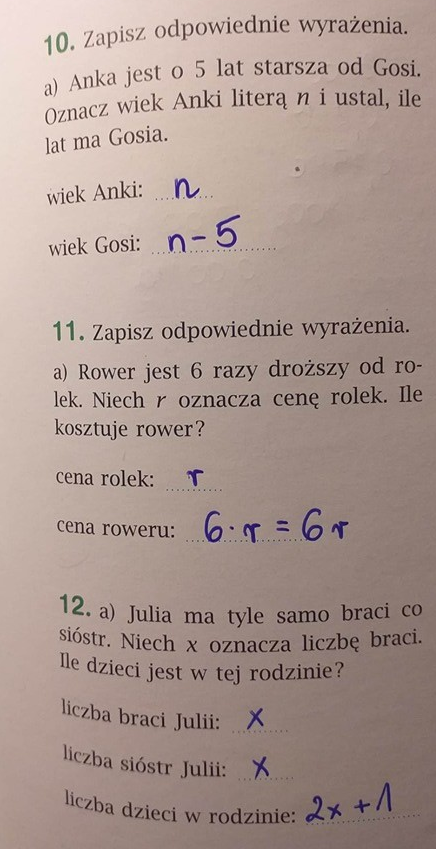 10. Zapisz odpowiednie wyrażenia.
a) Anka jest o 5 lat starsza od Gosi.
Oznacz wiek Anki literą n i ustal, ile
lat ma Gosia.
wiek Anki: n
wiek Gosi: n-5
11. Zapisz odpowiednie wyrażenia.
a) Rower jest 6 razy droższy od ro-
lek. Niech r oznacza cenę rolek. Ile
kosztuje rower?
cena rolek: r
cena roweru: 6·r = 6r
12. a) Julia ma tyle samo braci co
sióstr. Niech x oznacza liczbę braci.
Ile dzieci jest w tej rodzinie?
liczba braci Julii: x
liczba sióstr Julii: x
liczba dzieci w rodzinie: 2x+1